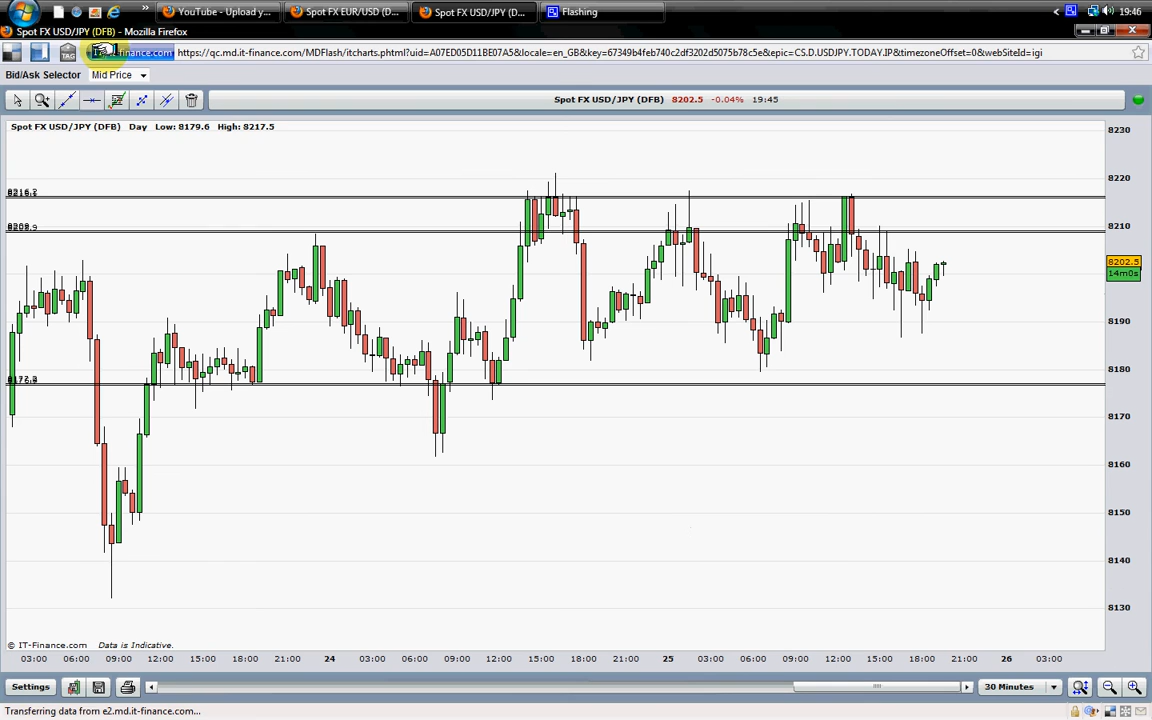 YouTube - Upload y...
Spot FX EUR/USD (D...
Spot FX USD/JPY (D...
Flashing
19:46
Spot FX USD/JPY (DFB) - Mozilla Firefox
finance.com
https://qc.md.it-finance.com/MDFlash/itcharts.phtml?uid=A07ED05D11BE07A5&locale=en_GB&key=67349b4feb740c2df3202d5075b78c5e&epic=CS.D.USDJPY.TODAY.IP&timezoneOffset=0&webSiteId=igi
Bid/Ask Selector Mid Price
Spot FX USD/JPY (DFB) 8202.5 -0.04% 19:45
Spot FX USD/JPY (DFB) Day Low: 8179.6 High: 8217.5
8230
8220
8210
8202.5
14m0s
8190
8180
8170
8160
8150
8140
8130
© IT-Finance.com Data is Indicative.
03:00 06:00 09:00 12:00 15:00 18:00 21:00 24 03:00 06:00 09:00 12:00 15:00 18:00 21:00 25 03:00 06:00 09:00 12:00 15:00 18:00 21:00 26 03:00
Settings
30 Minutes
Transferring data from e2.md.it-finance.com...